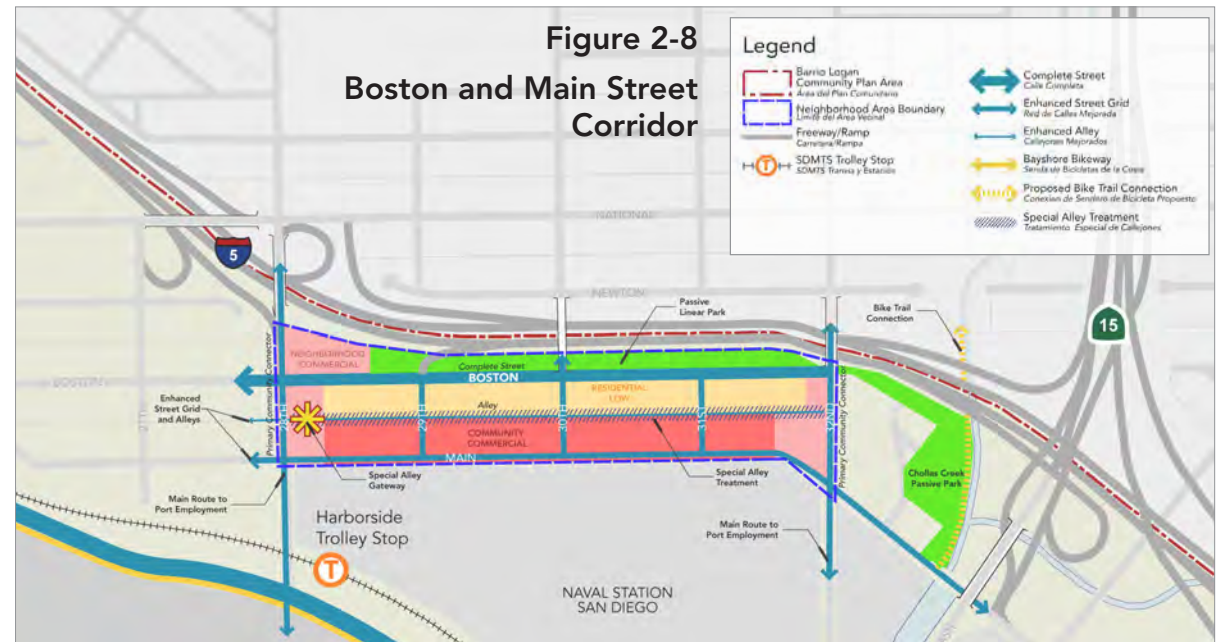 Figure 2-8
Boston and Main Street
Corridor
Legend
Barrio Logan
Community Plan Area
Área del Plan Comunitario
Neighborhood Area Boundary
Límite del Área Vecinal
Freeway/Ramp
Carretera/Rampa
T
SDMTS Trolley Stop
SDMTS Tranvía y Estación
Complete Street
Calle Completa
Enhanced Street Grid
Red de Calles Mejorada
Enhanced Alley
Callejones Mejorados
Bayshore Bikeway
Senda de Bicicletas de la Costa
Proposed Bike Trail Connection
Conexion de Sendero de Bicicleta Propuesto
Special Alley Treatment
Tratamiento Especial de Callejones
NATIONAL
5
NEWTON
Passive
Linear Park
Bike Trail
Connection
15
Primary Community Connector
NEIGHBORHOOD
COMMERCIAL
Complete Street
BOSTON
BOSTON
RESIDENTIAL
LOW
Enhanced
Street Grid
and Alleys
Alley
28TH
29TH
30TH
31ST
32ND
Primary Community Connector
COMMUNITY
COMMERCIAL
MAIN
Special Alley
Gateway
Special Alley
Treatment
Chollas Creek
Passive Park
Main Route to
Port Employment
Harborside
Trolley Stop
T
Main Route to
Port Employment
NAVAL STATION
SAN DIEGO